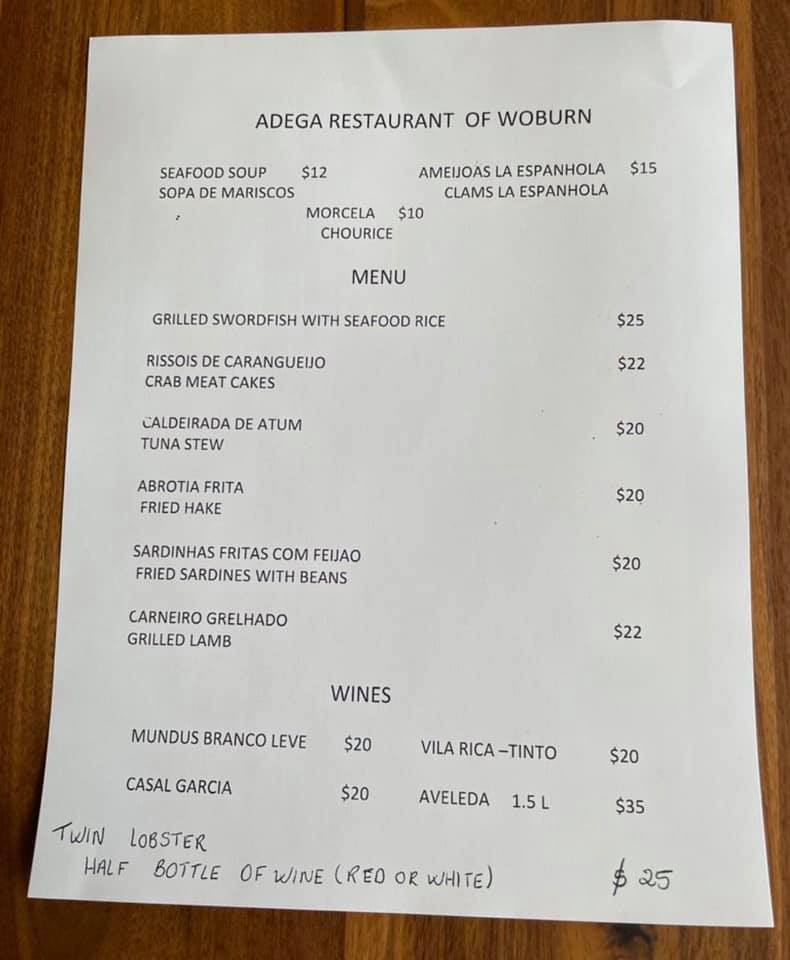 ADEGA RESTAURANT OF WOBURN
SEAFOOD SOUP $12 AMEIJOAS LA ESPANHOLA $15
SOPA DE MARISCOS CLAMS LA ESPANHOLA
MORCELA $10
CHOURICE
MENU
GRILLED SWORDFISH WITH SEAFOOD RICE $25
RISSOIS DE CARANGUEIJO $22
CRAB MEAT CAKES
CALDEIRADA DE ATUM $20
TUNA STEW
ABROTIA FRITA $20
FRIED HAKE
SARDINHAS FRITAS COM FEIJAO $20
FRIED SARDINES WITH BEANS
CARNEIRO GRELHADO $22
GRILLED LAMB
WINES
MUNDUS BRANCO LEVE $20 VILA RICA –TINTO $20
CASAL GARCIA $20 AVELEDA 1.5 L $35
TWIN LOBSTER
HALF BOTTLE OF WINE (RED OR WHITE) $ 25